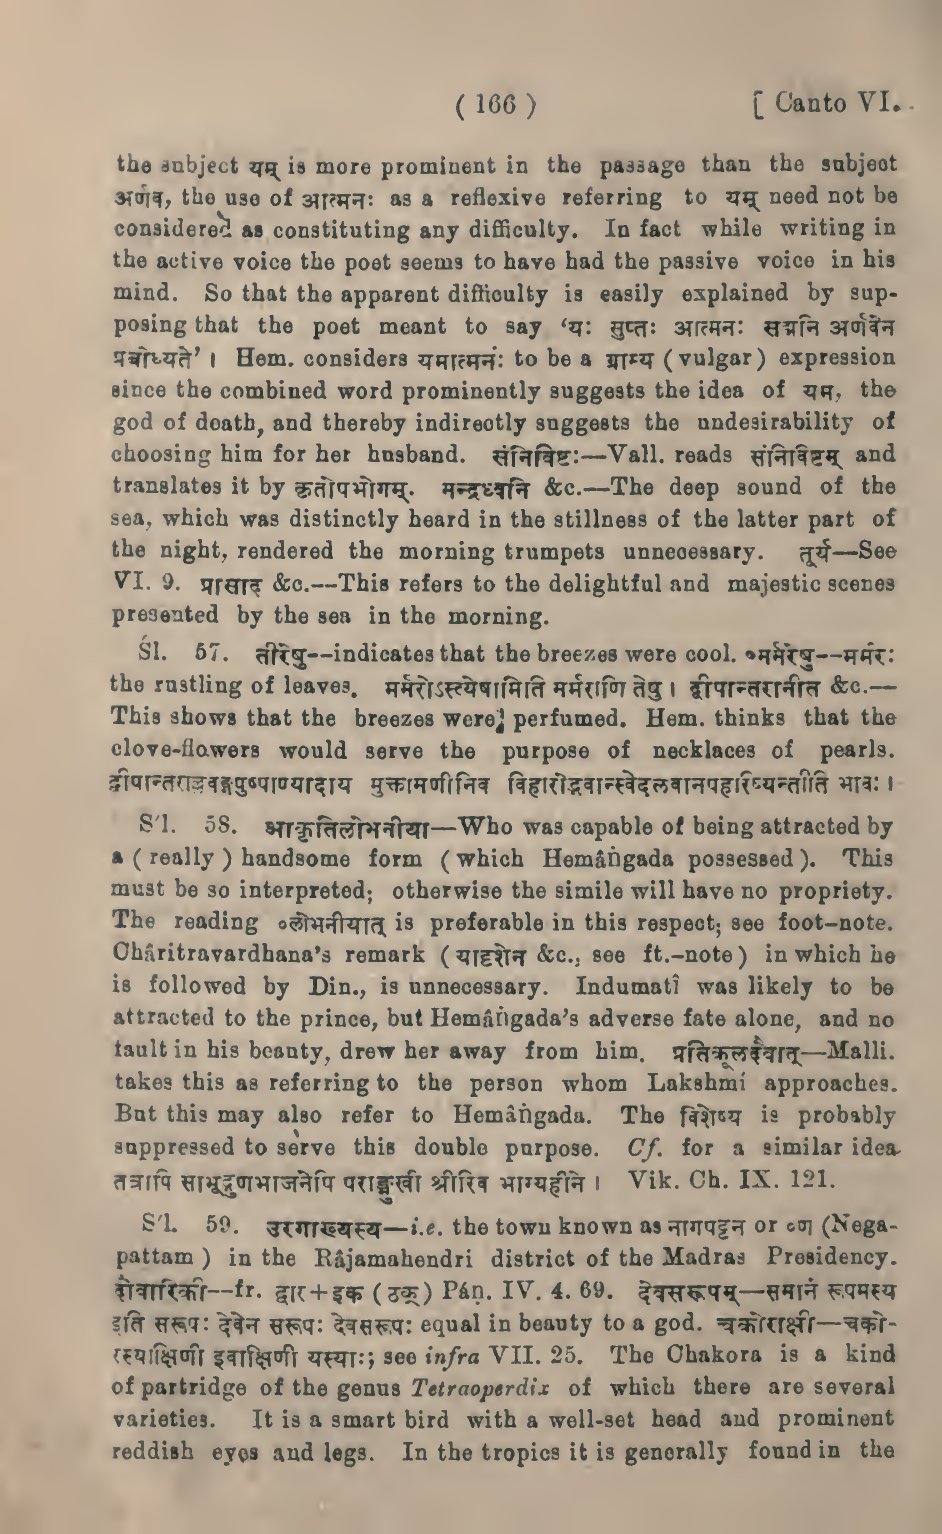 ( 166 ) [ Canto VI.
the subject यम् is more prominent in the passage than the subject
अर्णव, the use of आत्मनः as a reflexive referring to यम् need not be
considered as constituting any difficulty. In fact while writing in
the active voice the poet seems to have had the passive voice in his
mind. So that the apparent difficulty is easily explained by sup-
posing that the poet meant to say ‘यः सुप्तः आत्मनः सद्मनि अर्णवेन
प्रबोध्यते’ । Hem. considers यमात्मनः to be a ग्राम्य (vulgar) expression
since the combined word prominently suggests the idea of यम, the
god of death, and thereby indirectly suggests the undesirability of
choosing him for her husband. संनिविष्टः—Vall. reads संनिविष्टम् and
translates it by कृतोपभोगम्. मन्द्रध्वनि &c.—The deep sound of the
sea, which was distinctly heard in the stillness of the latter part of
the night, rendered the morning trumpets unnecessary. तूर्य—See
VI. 9. प्रासाद &c.--This refers to the delightful and majestic scenes
presented by the sea in the morning.
Śl. 57. तीरेषु--indicates that the breezes were cool. ॰मर्मरेषु--मर्मरः
the rustling of leaves. मर्मरोऽस्त्येषामिति मर्मराणि तेषु । द्वीपान्तरानीत &c.—
This shows that the breezes were perfumed. Hem. thinks that the
clove-flowers would serve the purpose of necklaces of pearls.
द्वीपान्तराल्लवङ्गपुष्पाण्यादाय मुक्तामणीनिव विहारोद्भवान्स्वेदलवानपहरिष्यन्तीति भावः ।
S'l. 58. आकृतिलोभनीया—Who was capable of being attracted by
a ( really ) handsome form ( which Hemâṅgada possessed ). This
must be so interpreted; otherwise the simile will have no propriety.
The reading ॰लोभनीयात् is preferable in this respect; see foot-note.
Châritravardhana's remark ( यादृशेन &c., see ft.-note ) in which he
is followed by Din., is unnecessary. Indumatî was likely to be
attracted to the prince, but Hemâṅgada's adverse fate alone, and no
fault in his beauty, drew her away from him. प्रतिकूलदैवात्—Malli.
takes this as referring to the person whom Lakshmí approaches.
But this may also refer to Hemâṅgada. The विशेष्य is probably
suppressed to serve this double purpose. Cf. for a similar idea
तत्रापि साभूद्गुणभाजनेपि पराङ्मुखी श्रीरिव भाग्यहीने । Vik. Ch. IX. 121.
S'l. 59. उरगाख्यस्य—i.e. the town known as नागपट्टन or ॰ण (Nega-
pattam ) in the Râjamahendri district of the Madras Presidency.
दौवारिकी--fr. द्वार+इक ( ठक् ) Páṇ. IV. 4. 69. देवसरूपम्—समानं रूपमस्य
इति सरूपः देवेन सरूपः देवसरूपः equal in beauty to a god. चकोराक्षी—चको-
रस्याक्षिणी इवाक्षिणी यस्याः; see infra VII. 25. The Chakora is a kind
of partridge of the genus Tetraoperdix of which there are several
varieties. It is a smart bird with a well-set head and prominent
reddish eyes and legs. In the tropics it is generally found in the